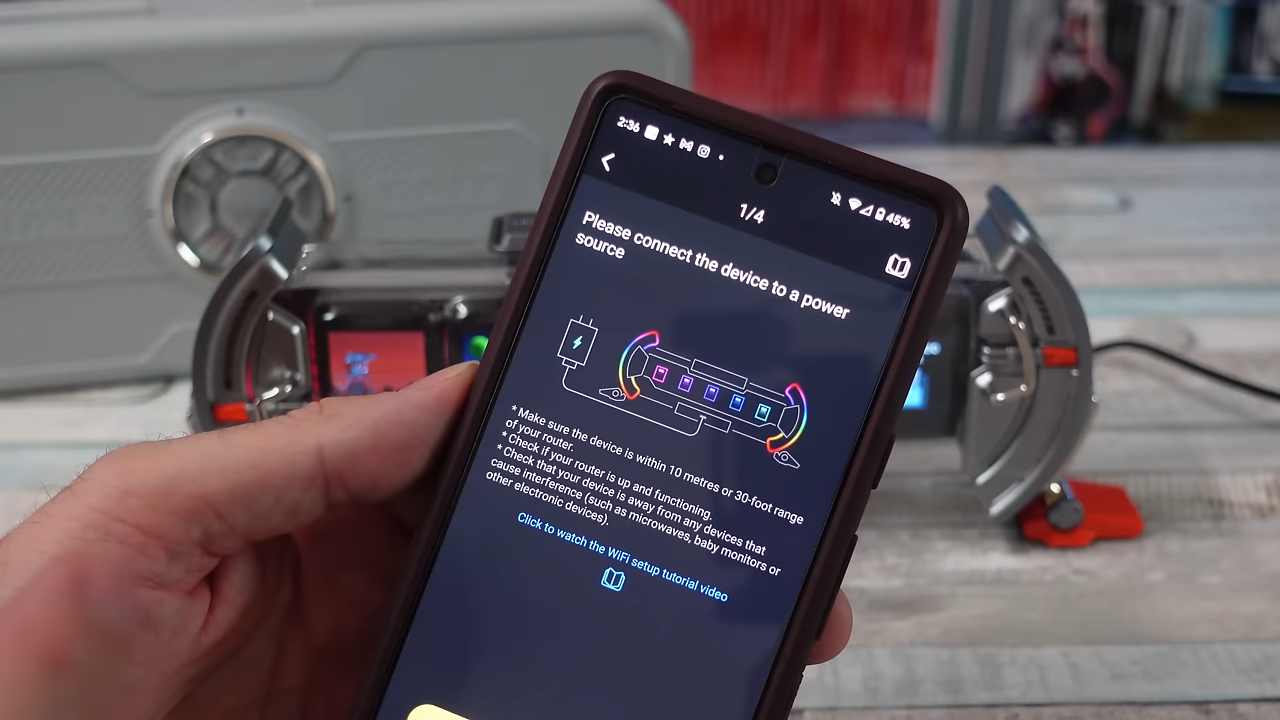 2:36
45%
1/4
Please connect the device to a power
source
* Make sure the device is within 10 metres or 30-foot range
of your router.
* Check if your router is up and functioning.
* Check that your device is away from any devices that
cause interference (such as microwaves, baby monitors or
other electronic devices).
Click to watch the WiFi setup tutorial video